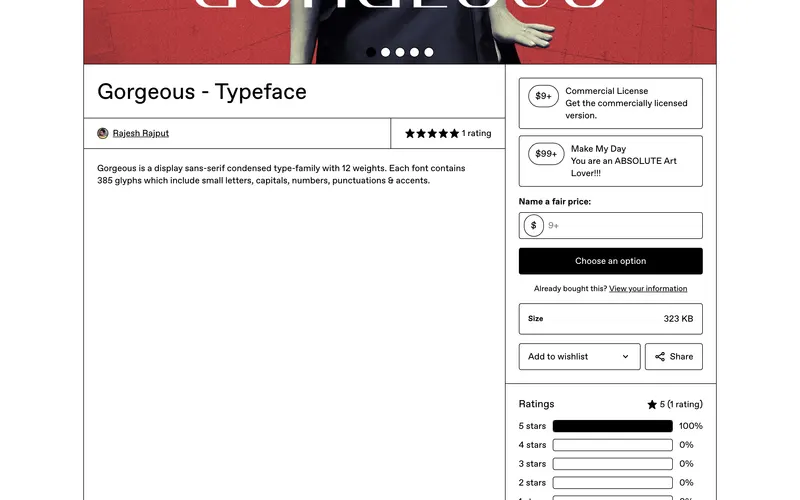 Gorgeous - Typeface
Rajesh Rajput
1 rating
Gorgeous is a display sans-serif condensed type-family with 12 weights. Each font contains
385 glyphs which include small letters, capitals, numbers, punctuations & accents.
$9+
Commercial License
Get the commercially licensed
version.
$99+
Make My Day
You are an ABSOLUTE Art
Lover!!!
Name a fair price:
$ 9+
Choose an option
Already bought this? View your information
Size 323 KB
Add to wishlist
Share
Ratings
5 (1 rating)
5 stars 100%
4 stars 0%
3 stars 0%
2 stars 0%